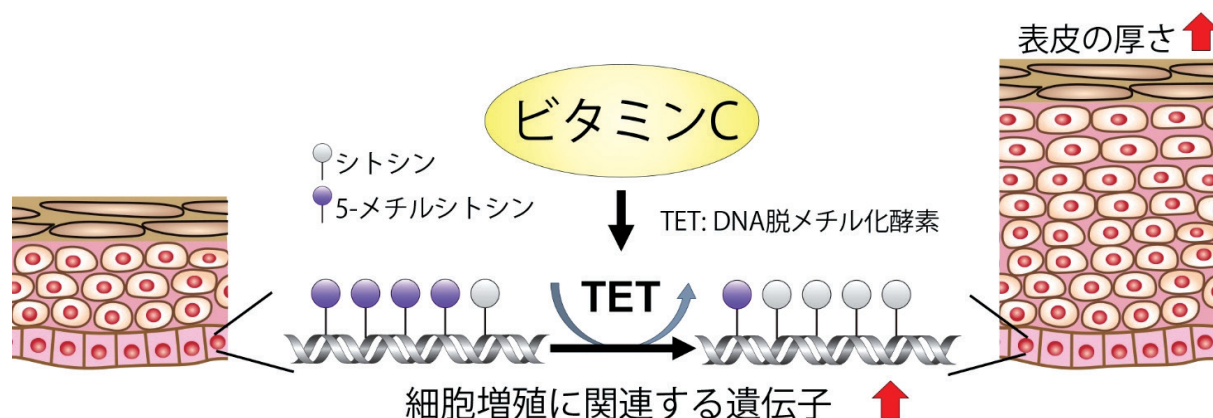 表皮の厚さ
ビタミンC
シトシン
5-メチルシトシン
TET: DNA脱メチル化酵素
TET
細胞増殖に関連する遺伝子